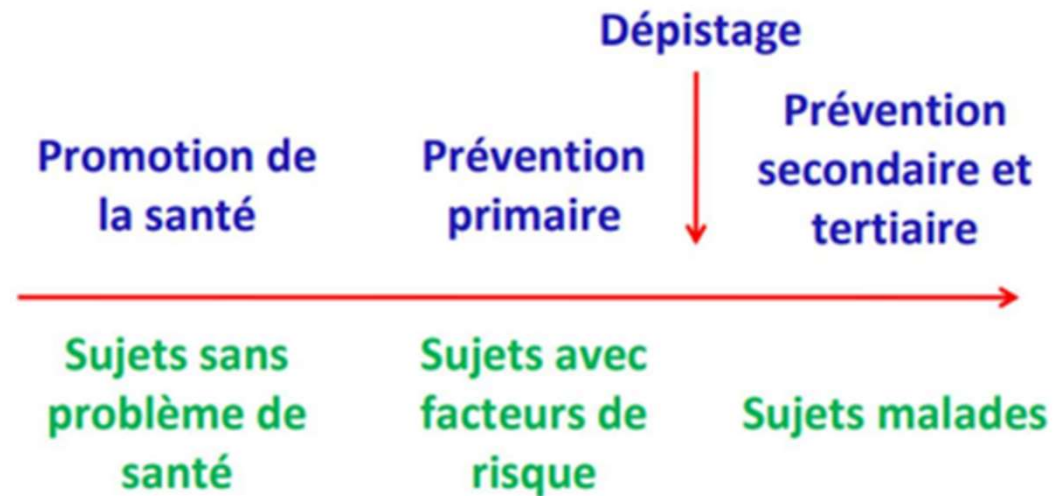 Dépistage
Promotion de
la santé
Prévention
primaire
Prévention
secondaire et
tertiaire
Sujets sans
problème de
santé
Sujets avec
facteurs de
risque
Sujets malades